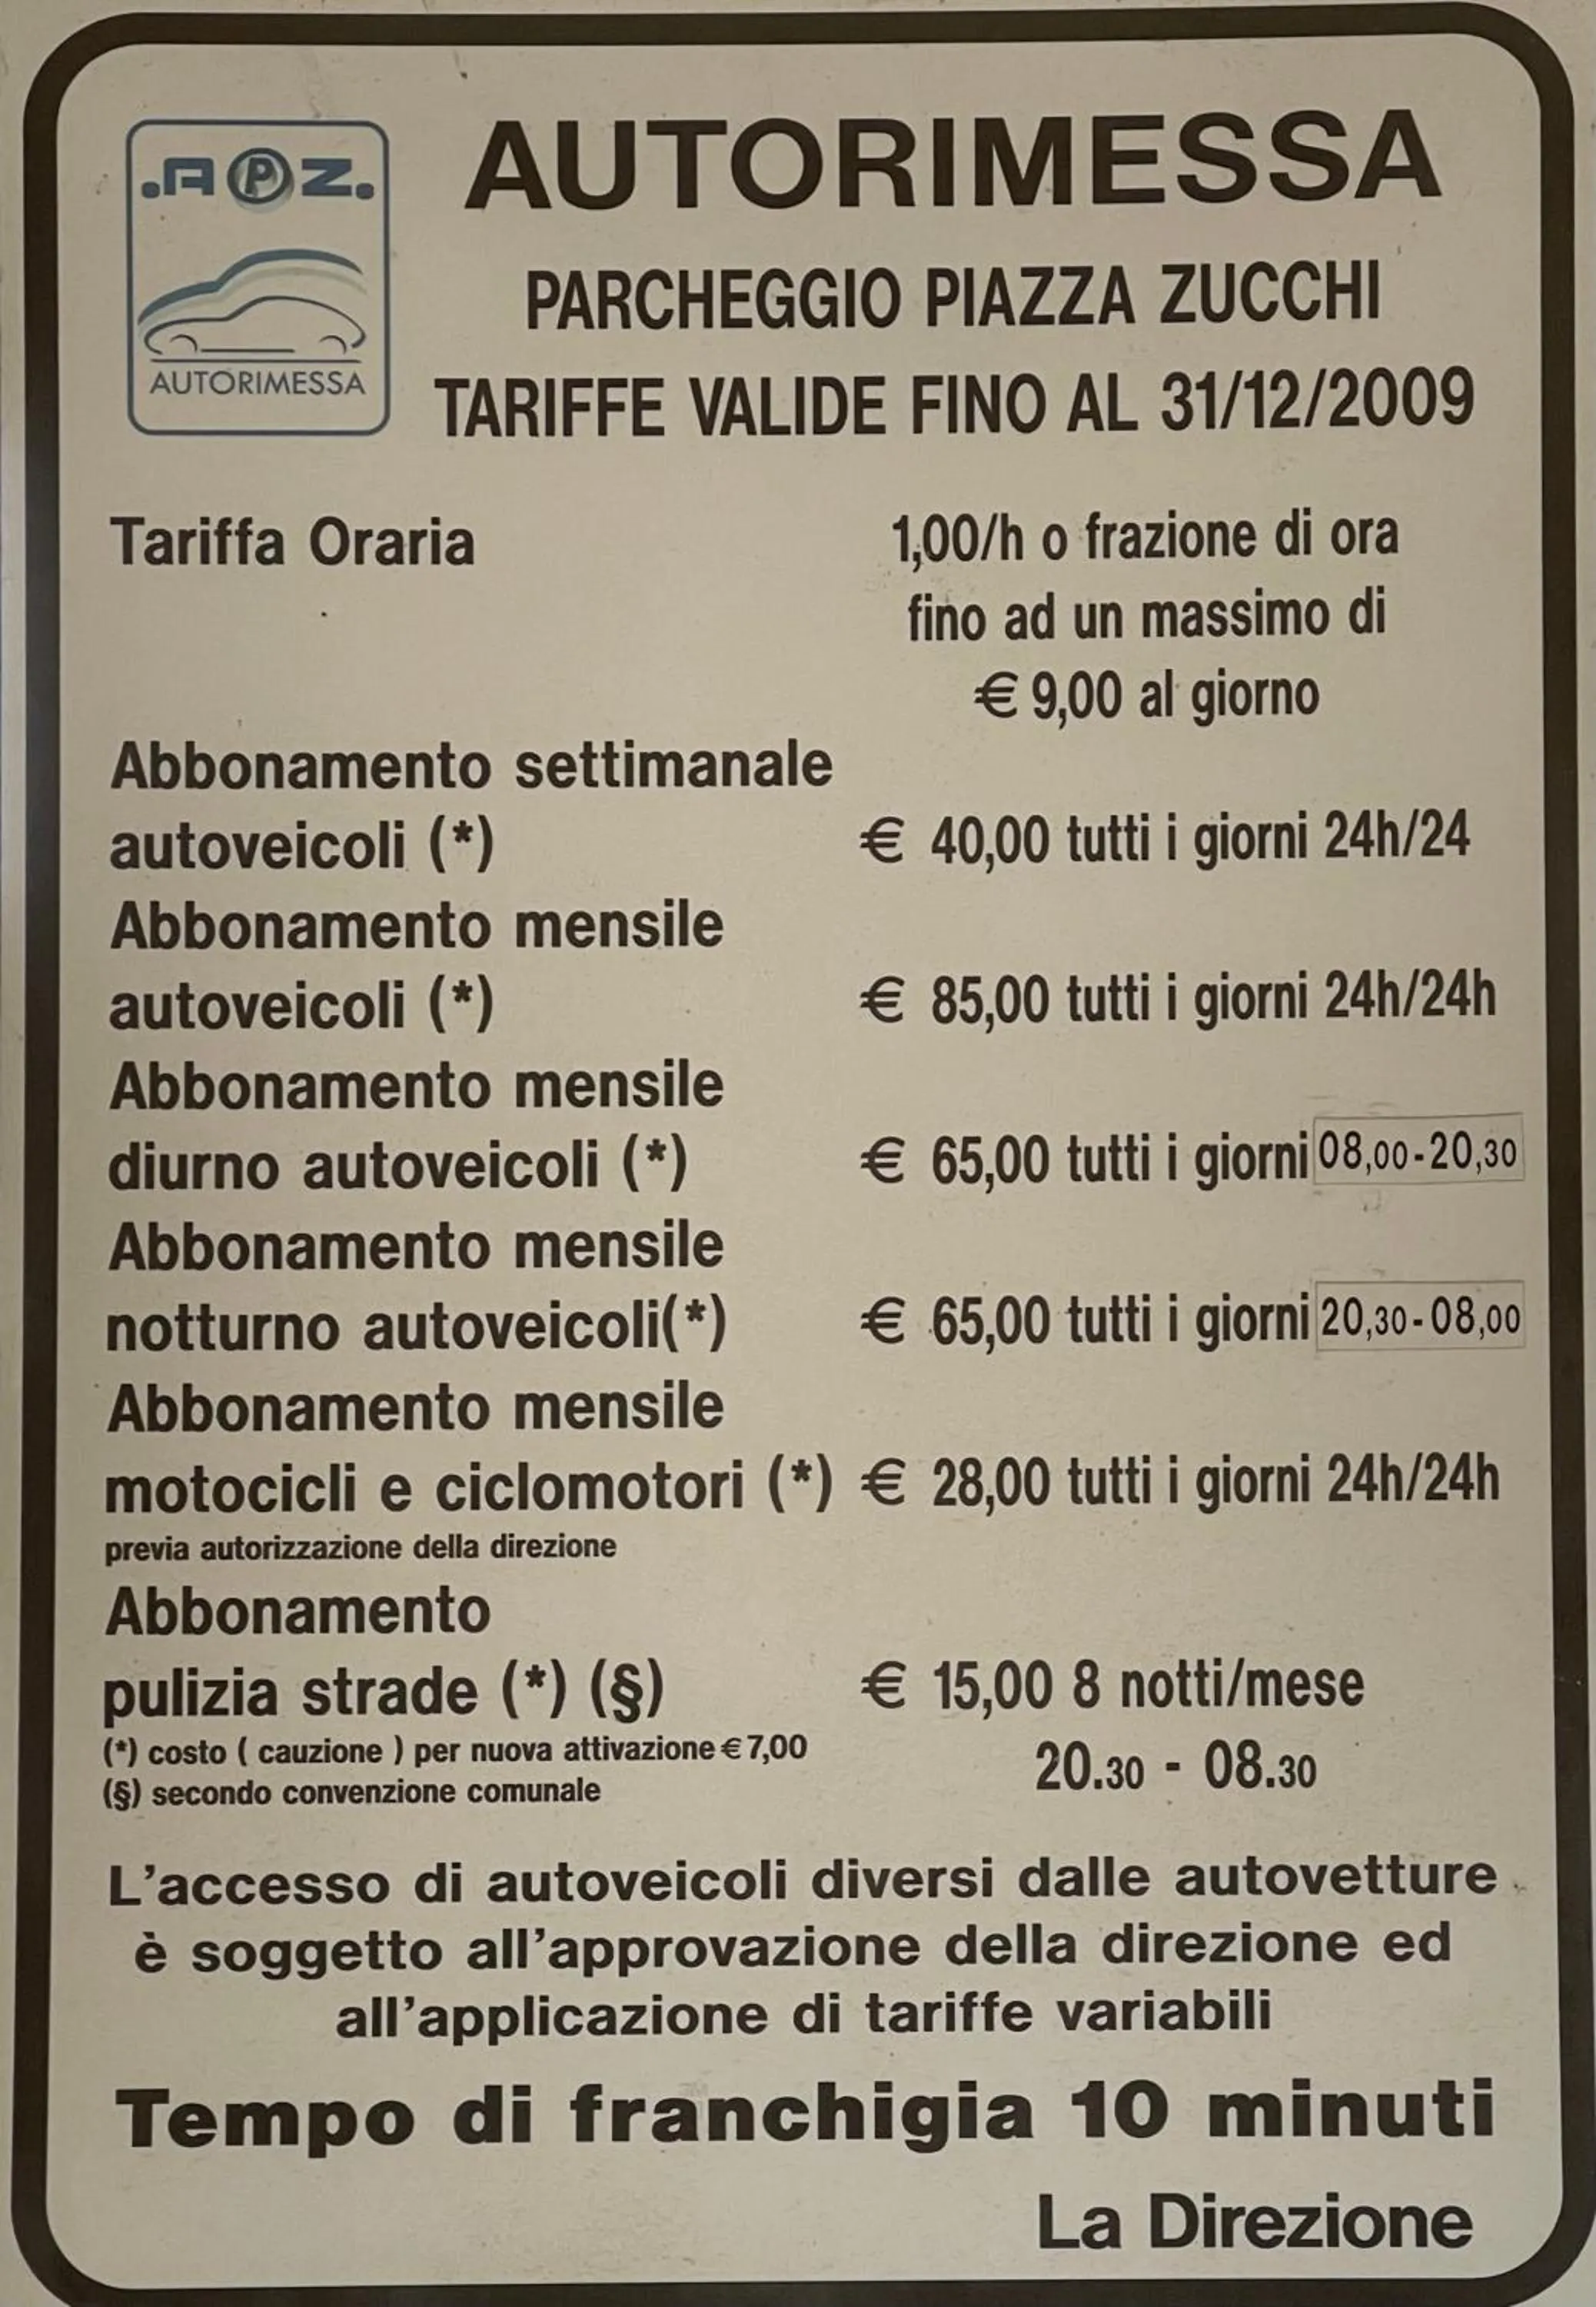 .APZ.
AUTORIMESSA
AUTORIMESSA
PARCHEGGIO PIAZZA ZUCCHI
TARIFFE VALIDE FINO AL 31/12/2009
Tariffa Oraria 1,00/h o frazione di ora
fino ad un massimo di
€ 9,00 al giorno
Abbonamento settimanale
autoveicoli (*) € 40,00 tutti i giorni 24h/24
Abbonamento mensile
autoveicoli (*) € 85,00 tutti i giorni 24h/24h
Abbonamento mensile
diurno autoveicoli (*) € 65,00 tutti i giorni 08,00-20,30
Abbonamento mensile
notturno autoveicoli(*) € 65,00 tutti i giorni 20,30-08,00
Abbonamento mensile
motocicli e ciclomotori (*) € 28,00 tutti i giorni 24h/24h
previa autorizzazione della direzione
Abbonamento
pulizia strade (*) (§) € 15,00 8 notti/mese
(*) costo ( cauzione ) per nuova attivazione € 7,00
20.30 - 08.30
(§) secondo convenzione comunale
L'accesso di autoveicoli diversi dalle autovetture
è soggetto all'approvazione della direzione ed
all'applicazione di tariffe variabili
Tempo di franchigia 10 minuti
La Direzione